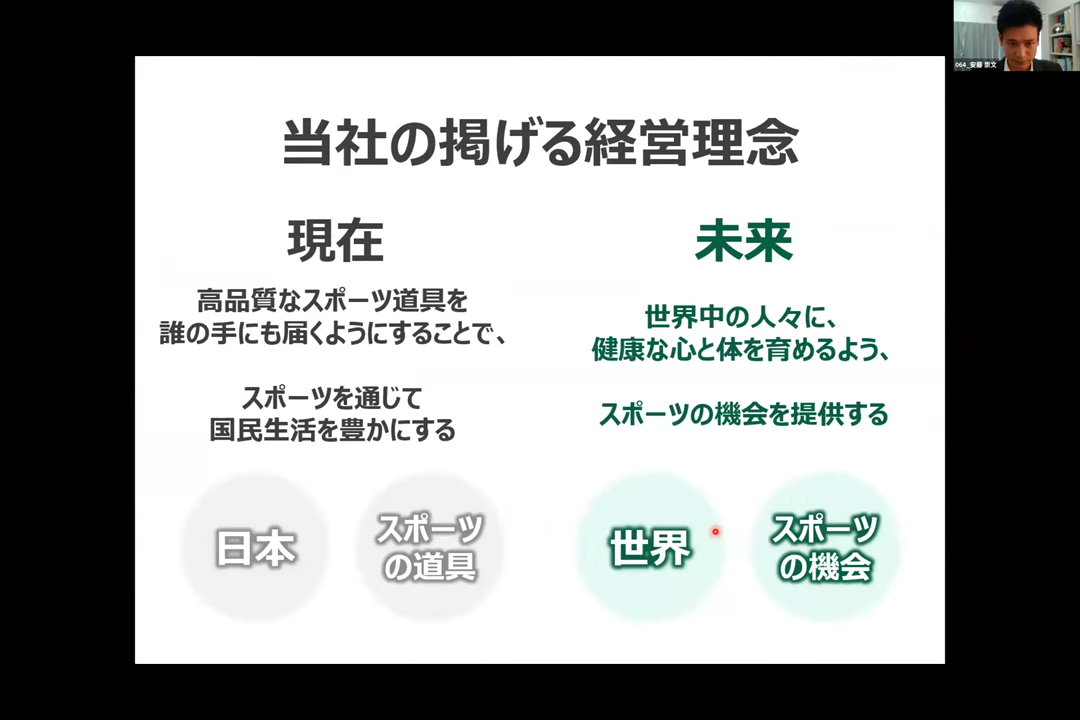 当社の掲げる経営理念
現在
高品質なスポーツ道具を
誰の手にも届くようにすることで、
スポーツを通じて
国民生活を豊かにする
日本
スポーツ
の道具
未来
世界中の人々に、
健康な心と体を育めるよう、
スポーツの機会を提供する
世界
スポーツ
の機会
064_安藤 崇文